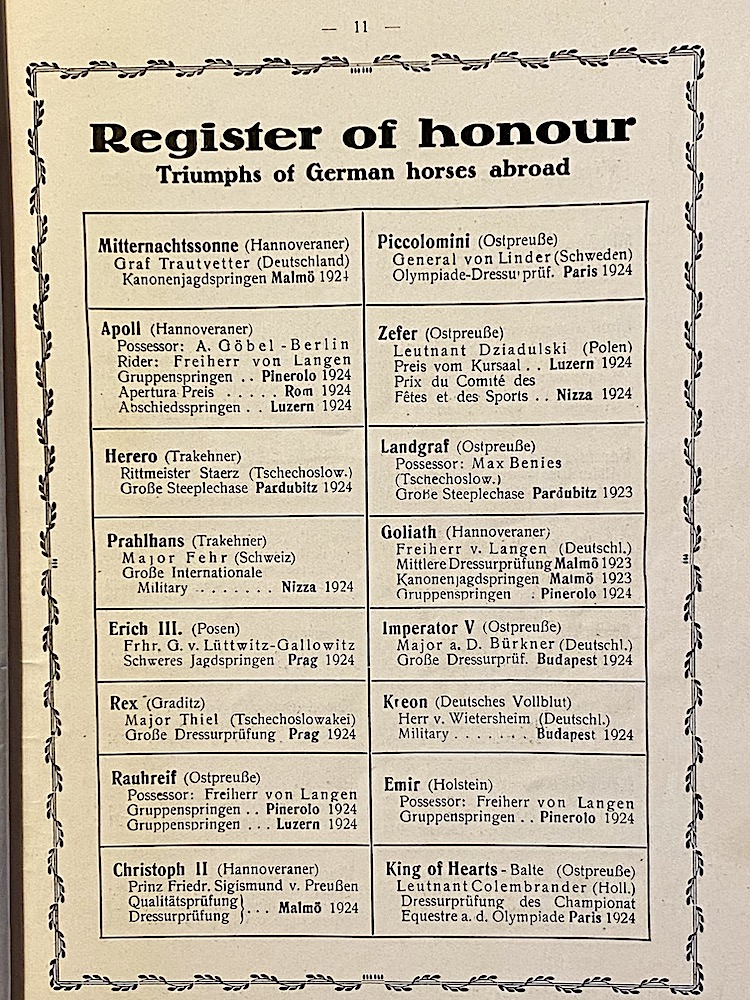 — 11 —
Register of honour
Triumphs of German horses abroad
Mitternachtssonne (Hannoveraner)
Graf Trautvetter (Deutschland)
Kanonenjagdspringen Malmö 1924
Apoll (Hannoveraner)
Possessor: A. Göbel-Berlin
Rider: Freiherr von Langen
Gruppenspringen . . Pinerolo 1924
Apertura Preis . . . . . Rom 1924
Abschiedsspringen . . Luzern 1924
Herero (Trakehner)
Rittmeister Staerz (Tschechoslow.)
Große Steeplechase Pardubitz 1924
Prahlhans (Trakehner)
Major Fehr (Schweiz)
Große Internationale
Military . . . . . . . Nizza 1924
Erich III. (Posen)
Frhr. G. v. Lüttwitz-Gallowitz
Schweres Jagdspringen Prag 1924
Rex (Graditz)
Major Thiel (Tschechoslowakei)
Große Dressurprüfung Prag 1924
Rauhreif (Ostpreuße)
Possessor: Freiherr von Langen
Gruppenspringen . . Pinerolo 1924
Gruppenspringen . . . Luzern 1924
Christoph II (Hannoveraner)
Prinz Friedr. Sigismund v. Preußen
Qualitätsprüfung
Dressurprüfung } . . . Malmö 1924
Piccolomini (Ostpreuße)
General von Linder (Schweden)
Olympiade-Dressurprüf. Paris 1924
Zefer (Ostpreuße)
Leutnant Dziadulski (Polen)
Preis vom Kursaal . . Luzern 1924
Prix du Comité des
Fêtes et des Sports . . Nizza 1924
Landgraf (Ostpreuße)
Possessor: Max Benies
(Tschechoslow.)
Große Steeplechase Pardubitz 1923
Goliath (Hannoveraner)
Freiherr v. Langen (Deutschl.)
Mittlere Dressurprüfung Malmö 1923
Kanonenjagdspringen Malmö 1923
Gruppenspringen . Pinerolo 1924
Imperator V (Ostpreuße)
Major a. D. Bürkner (Deutschl.)
Große Dressurprüf. Budapest 1924
Kreon (Deutsches Vollblut)
Herr v. Wietersheim (Deutschl.)
Military . . . . . . . Budapest 1924
Emir (Holstein)
Possessor: Freiherr von Langen
Gruppenspringen . . Pinerolo 1924
King of Hearts - Balte (Ostpreuße)
Leutnant Colembrander (Holl.)
Dressurprüfung des Championat
Equestre a. d. Olympiade Paris 1924